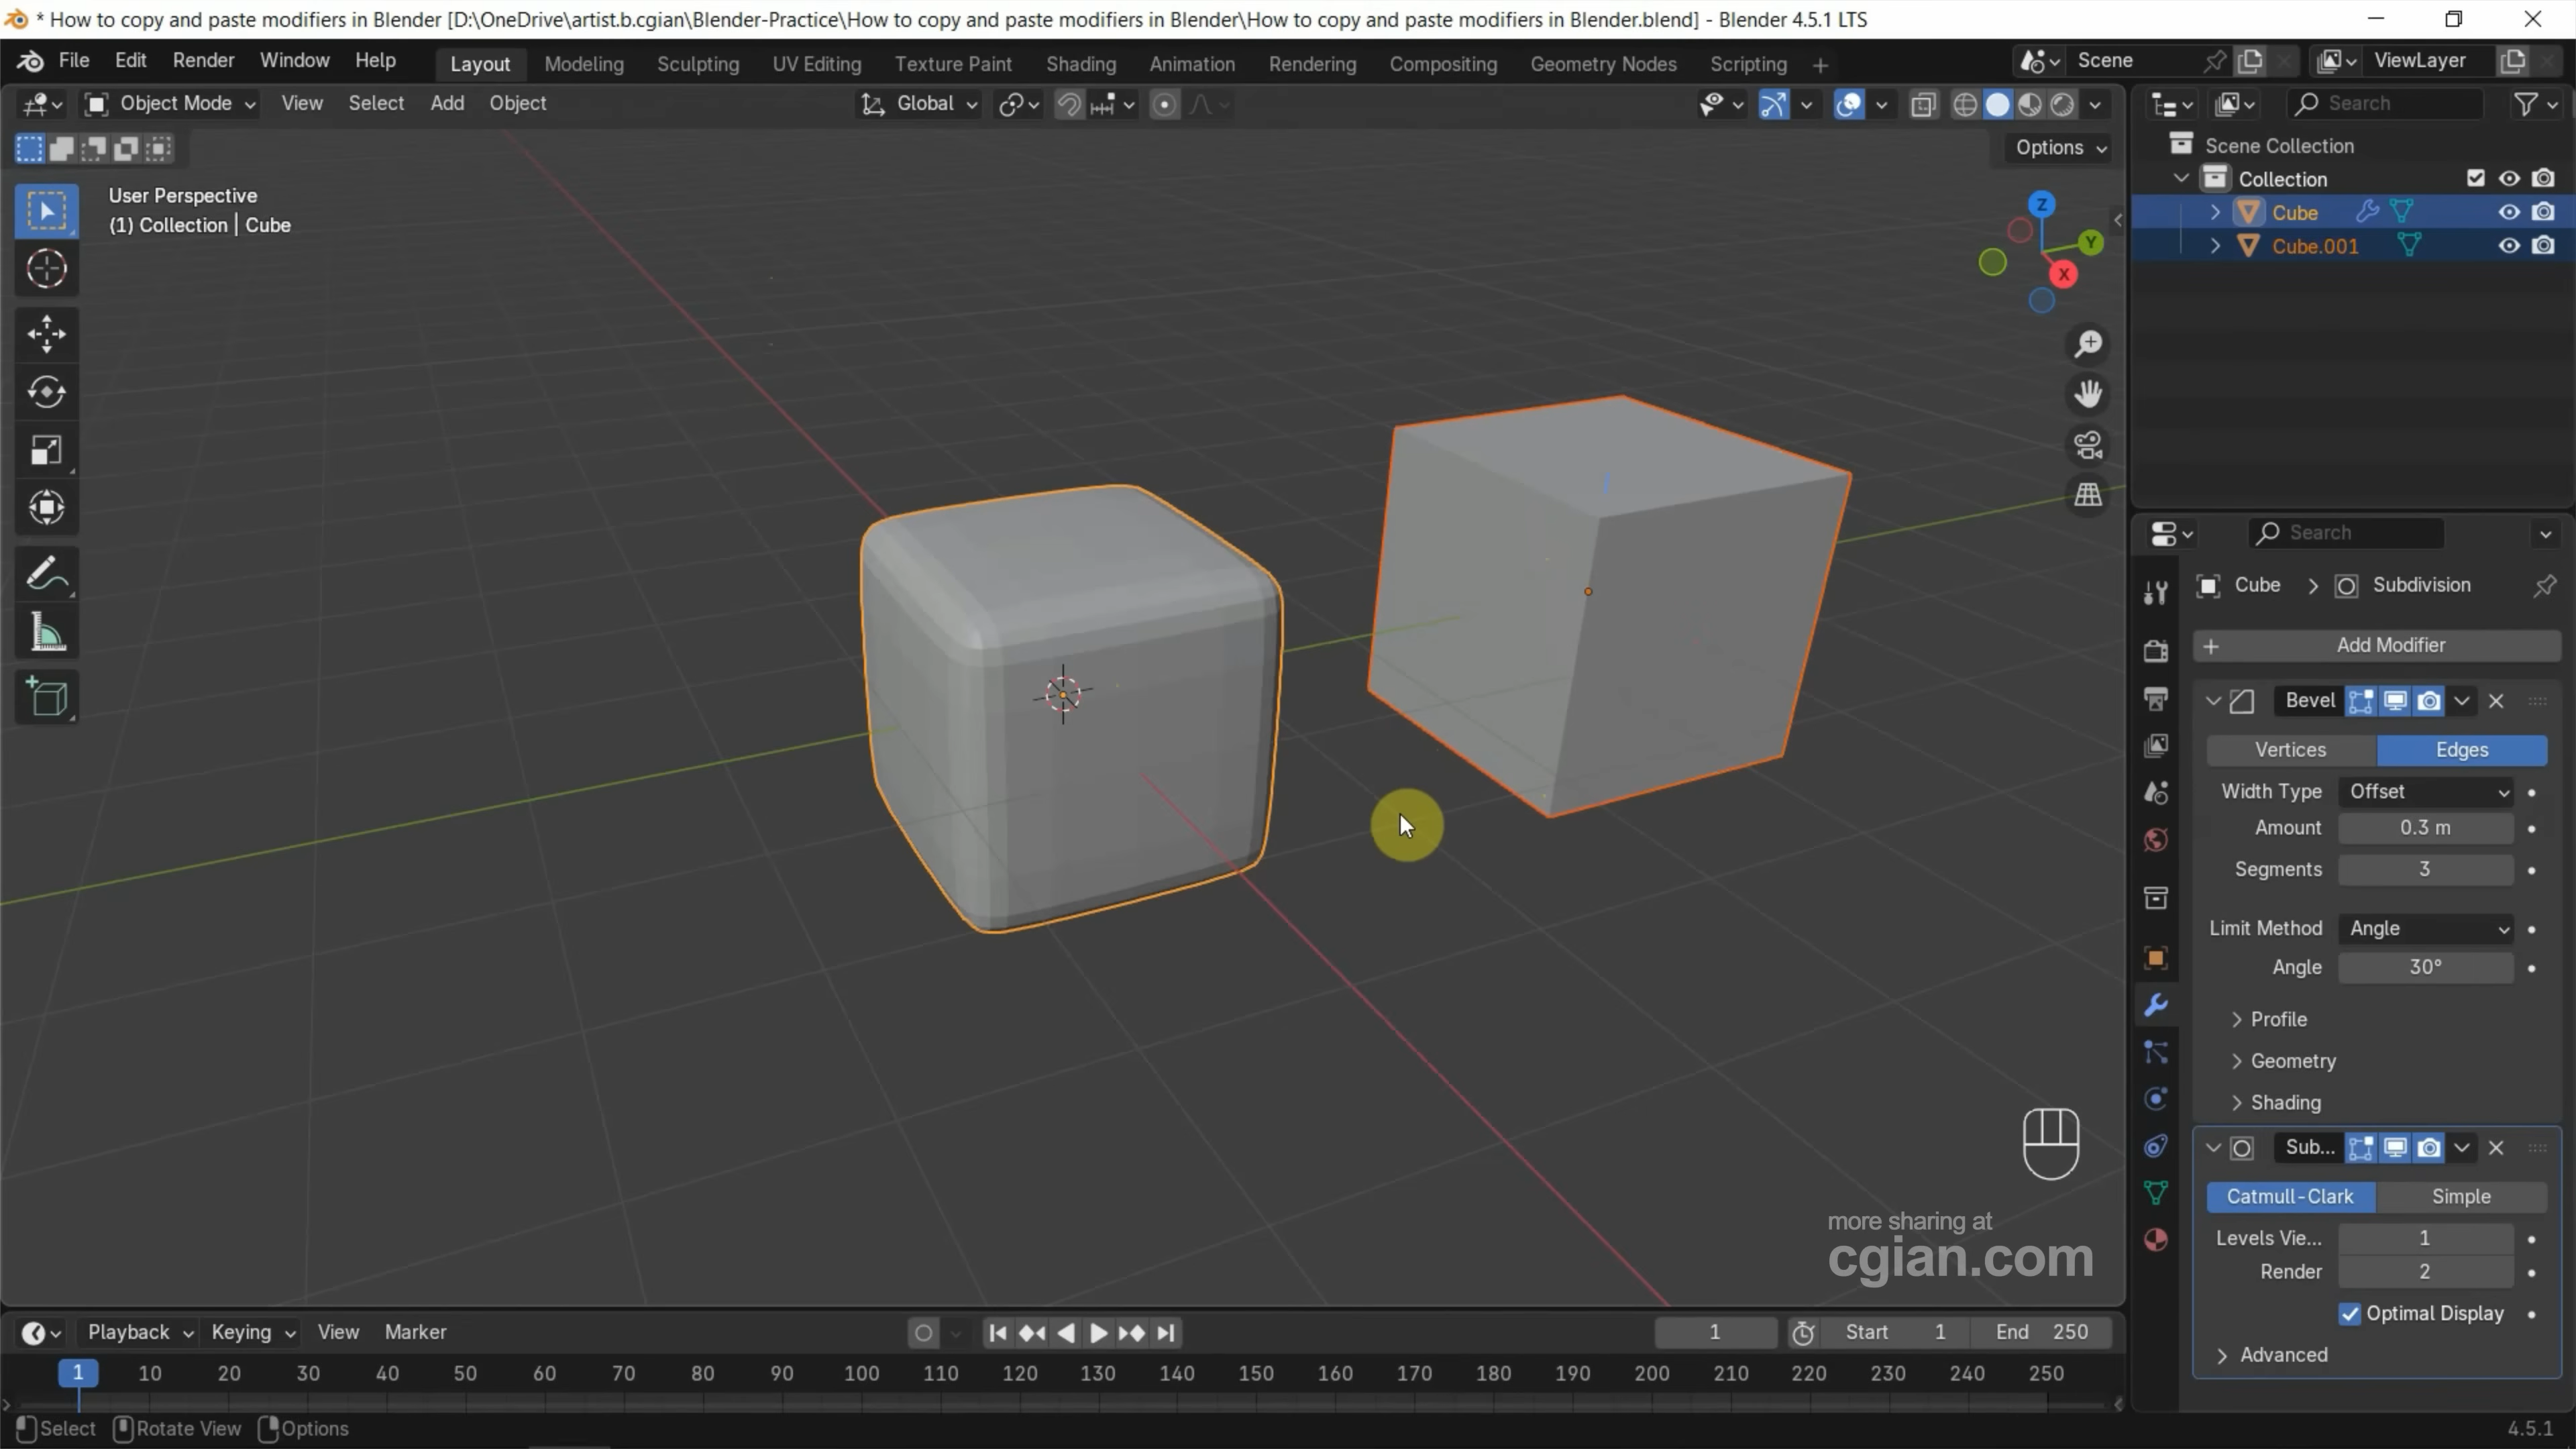 * How to copy and paste modifiers in Blender [D:\OneDrive\artist.b.cgian\Blender-Practice\How to copy and paste modifiers in Blender\How to copy and paste modifiers in Blender.blend] - Blender 4.5.1 LTS
File Edit Render Window Help Layout Modeling Sculpting UV Editing Texture Paint Shading Animation Rendering Compositing Geometry Nodes Scripting + Scene ViewLayer
Object Mode View Select Add Object Global Search
Options
User Perspective
(1) Collection | Cube
Z
Y
X
Scene Collection
Collection
Cube
Cube.001
Search
Cube > Subdivision
+ Add Modifier
Bevel
Vertices Edges
Width Type Offset
Amount 0.3 m
Segments 3
Limit Method Angle
Angle 30°
Profile
Geometry
Shading
Sub...
Catmull-Clark Simple
Levels Vie... 1
Render 2
Optimal Display
Advanced
more sharing at
cgian.com
Playback Keying View Marker 1 Start 1 End 250
1 10 20 30 40 50 60 70 80 90 100 110 120 130 140 150 160 170 180 190 200 210 220 230 240 250
Select Rotate View Options 4.5.1